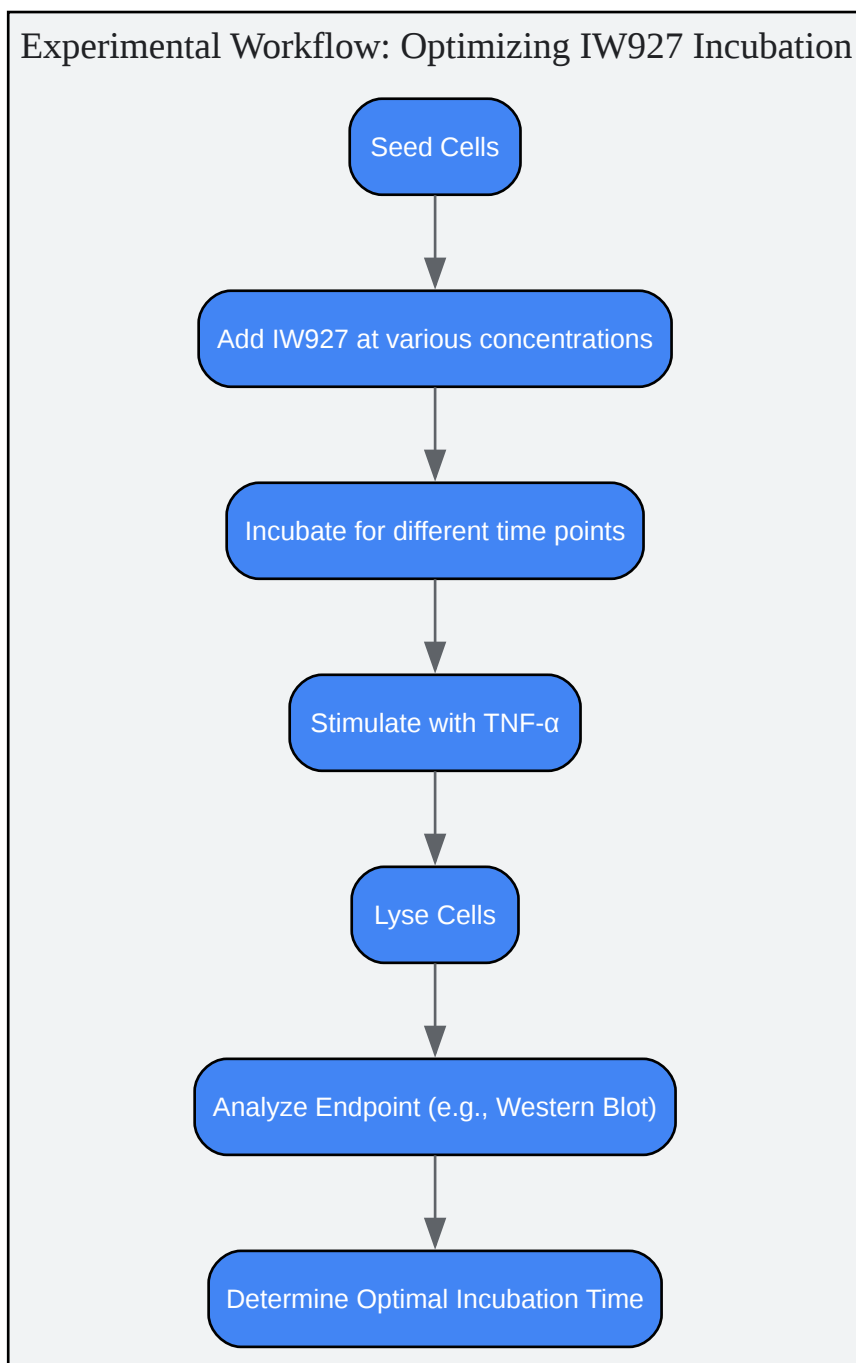 Experimental Workflow: Optimizing IW927 Incubation
Seed Cells
Add IW927 at various concentrations
Incubate for different time points
Stimulate with TNF-α
Lyse Cells
Analyze Endpoint (e.g., Western Blot)
Determine Optimal Incubation Time